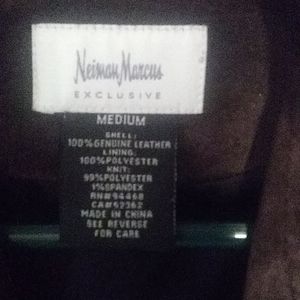 Neiman Marcus
EXCLUSIVE
MEDIUM
SHELL:
100%GENUINE LEATHER
LINING:
100%POLYESTER
KNIT:
99%POLYESTER
1%SPANDEX
RN#94468
CA#62362
MADE IN CHINA
SEE REVERSE
FOR CARE